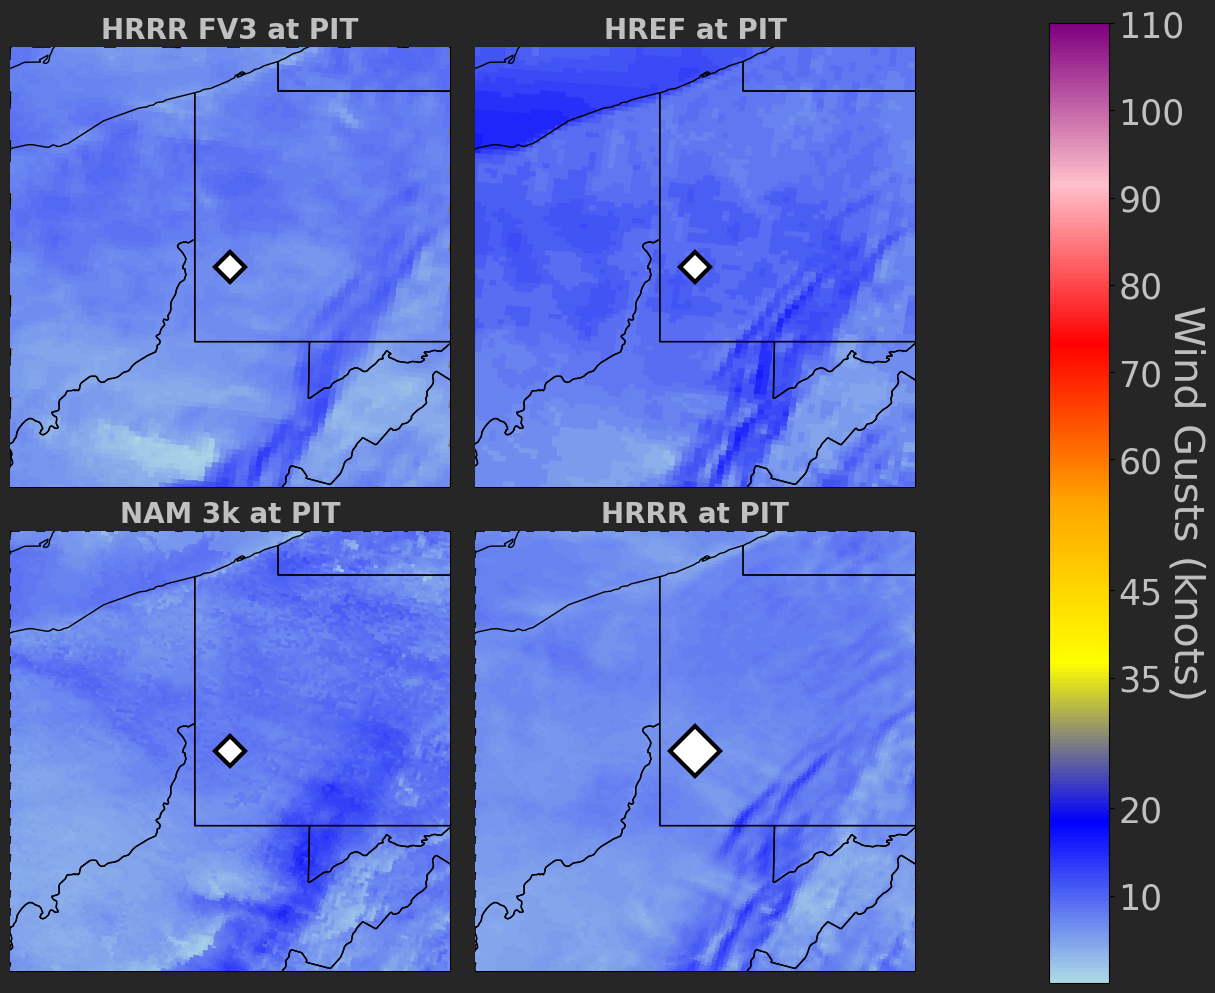 HRRR FV3 at PIT
HREF at PIT
NAM 3k at PIT
HRRR at PIT
110
100
90
80
70
60
45
35
20
10
Wind Gusts (knots)